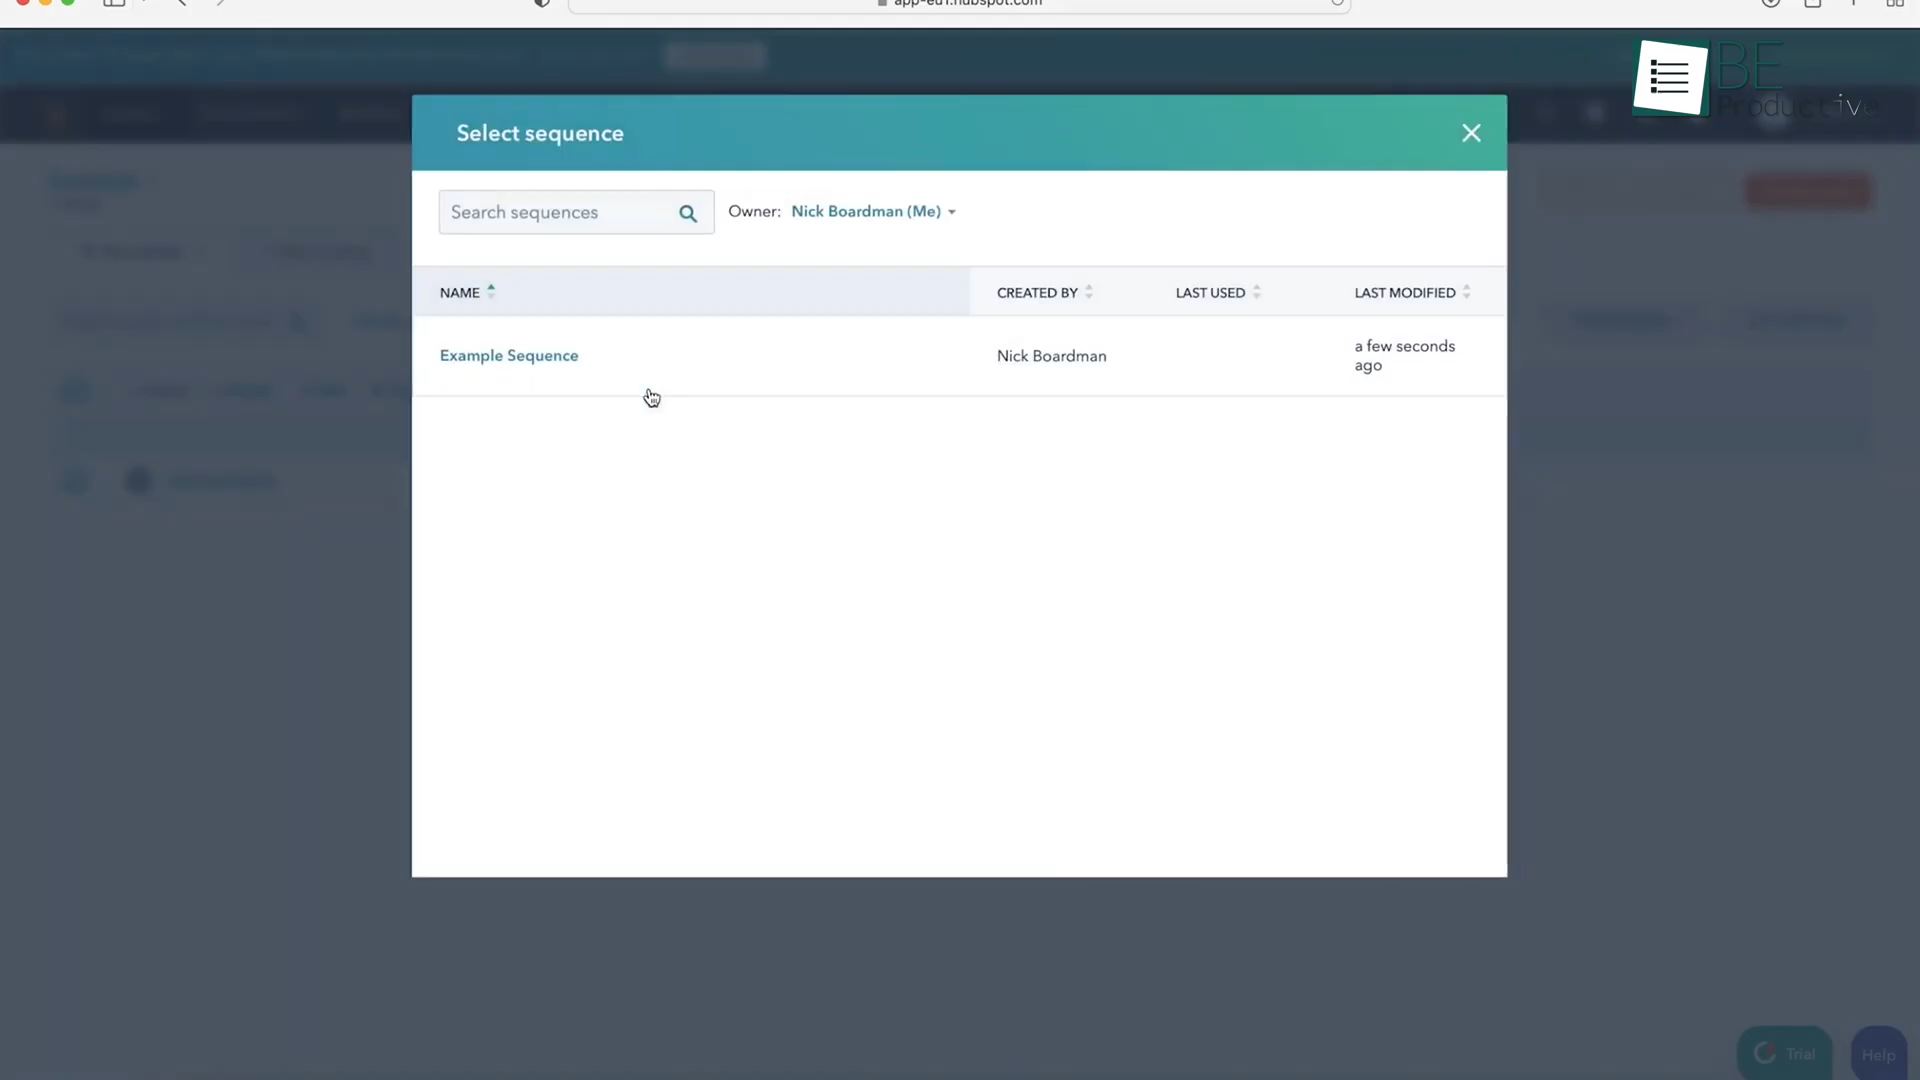 app-eu1.hubspot.com
BE
Productive
Select sequence
Search sequences
Owner: Nick Boardman (Me)
NAME CREATED BY LAST USED LAST MODIFIED
Example Sequence Nick Boardman a few seconds
ago
Trial
Help